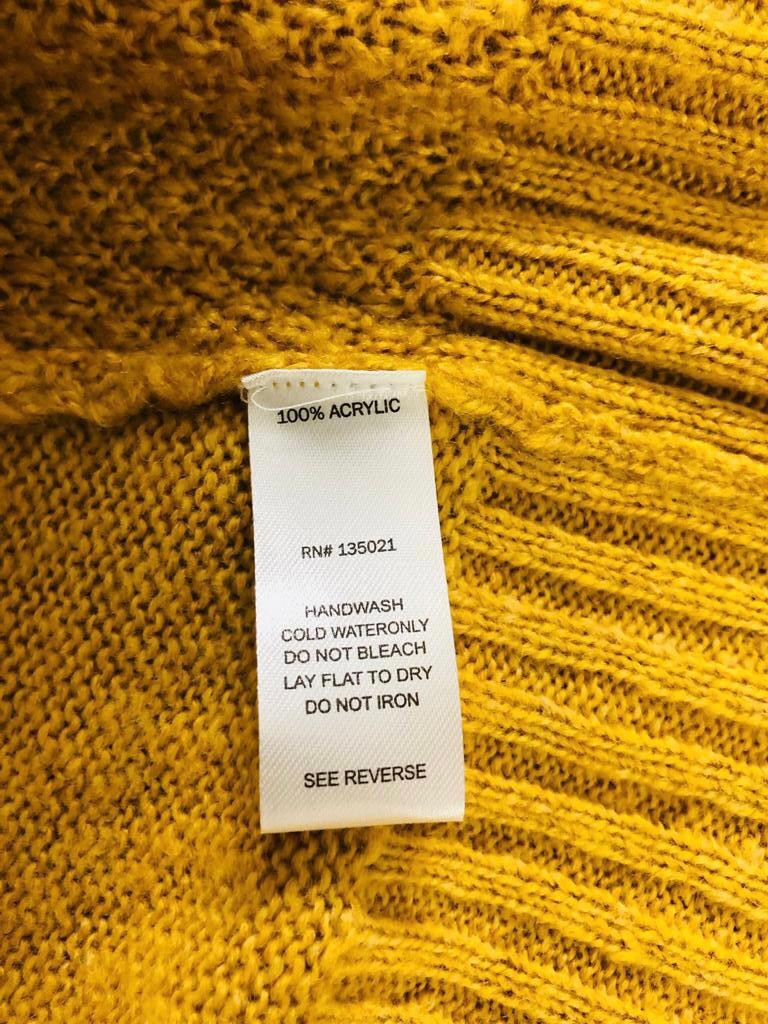 100% ACRYLIC
RN# 135021
HANDWASH
COLD WATERONLY
DO NOT BLEACH
LAY FLAT TO DRY
DO NOT IRON
SEE REVERSE